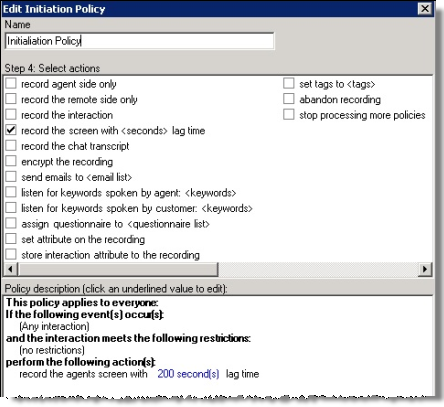 Edit Initiation Policy
Name
Initialiation Policy
Step 4: Select actions
record agent side only
record the remote side only
record the interaction
record the screen with <seconds> lag time
record the chat transcript
encrypt the recording
send emails to <email list>
listen for keywords spoken by agent: <keywords>
listen for keywords spoken by customer: <keywords>
assign questionnaire to <questionnaire list>
set attribute on the recording
store interaction attribute to the recording
set tags to <tags>
abandon recording
stop processing more policies
Policy description (click an underlined value to edit):
This policy applies to everyone:
If the following event(s) occur(s):
(Any interaction)
and the interaction meets the following restrictions:
(no restrictions)
perform the following action(s):
record the agents screen with 200 second(s) lag time